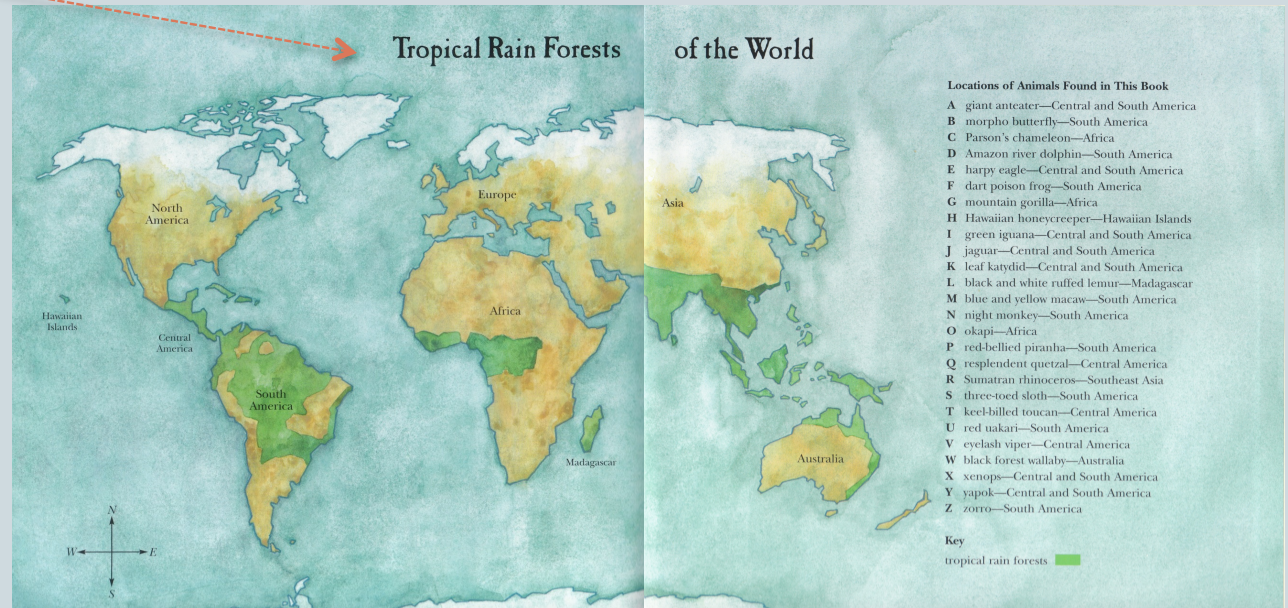 Tropical Rain Forests of the World
North
America
Europe
Asia
Africa
Hawaiian
Islands
Central
America
South
America
Madagascar
Australia
N
W E
S
Locations of Animals Found in This Book
A giant anteater—Central and South America
B morpho butterfly—South America
C Parson's chameleon—Africa
D Amazon river dolphin—South America
E harpy eagle—Central and South America
F dart poison frog—South America
G mountain gorilla—Africa
H Hawaiian honeycreeper—Hawaiian Islands
I green iguana—Central and South America
J jaguar—Central and South America
K leaf katydid—Central and South America
L black and white ruffed lemur—Madagascar
M blue and yellow macaw—South America
N night monkey—South America
O okapi—Africa
P red-bellied piranha—South America
Q resplendent quetzal—Central America
R Sumatran rhinoceros—Southeast Asia
S three-toed sloth—South America
T keel-billed toucan—Central America
U red uakari—South America
V eyelash viper—Central America
W black forest wallaby—Australia
X xenops—Central and South America
Y yapok—Central and South America
Z zorro—South America
Key
tropical rain forests